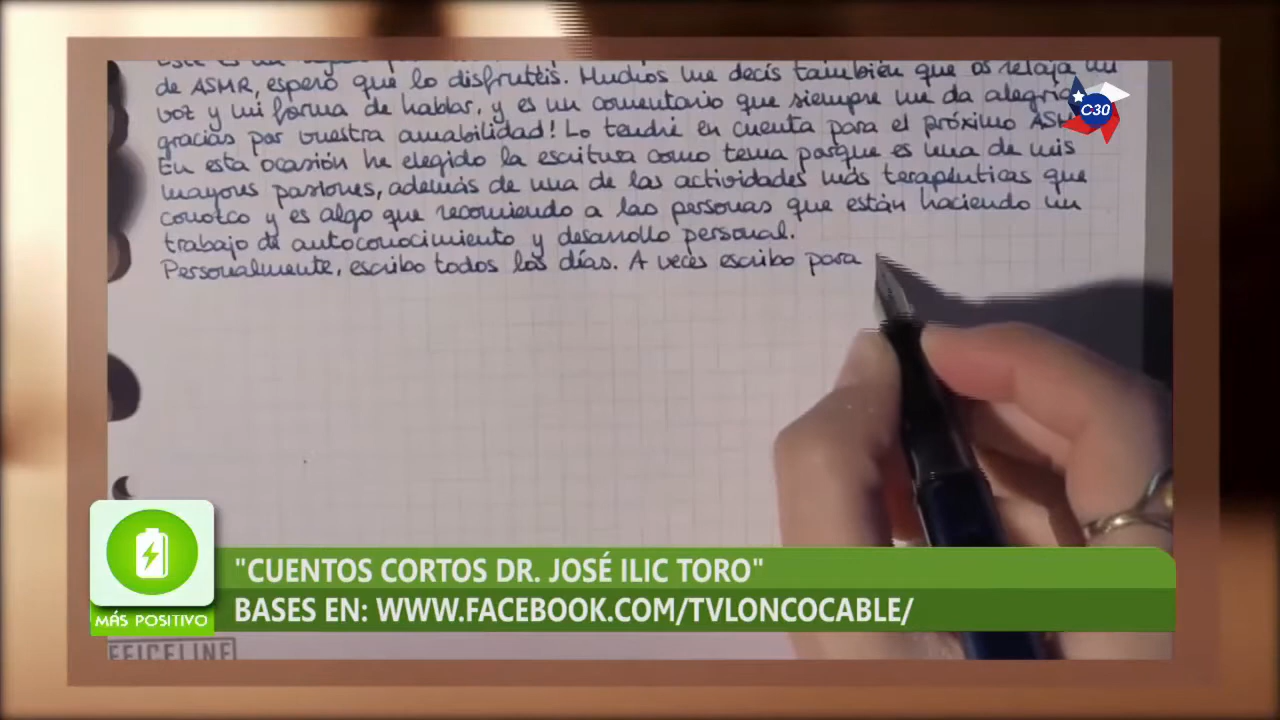 de ASMR, espero que lo disfrutéis. Muchos me decís también que os relaja mi
voz y mi forma de hablar, y es un comentario que siempre me da alegría
gracias por vuestra amabilidad! Lo tendré en cuenta para el próximo ASM
En esta ocasión he elegido la escritura como tema porque es una de mis
mayores pasiones, además de una de las actividades más terapéuticas que
conozco y es algo que recomiendo a las personas que están haciendo un
trabajo de autoconocimiento y desarrollo personal.
Personalmente, escribo todos los días. A veces escribo para
C30
"CUENTOS CORTOS DR. JOSÉ ILIC TORO"
BASES EN: WWW.FACEBOOK.COM/TVLONCOCABLE/
MÁS POSITIVO
FFICELINE